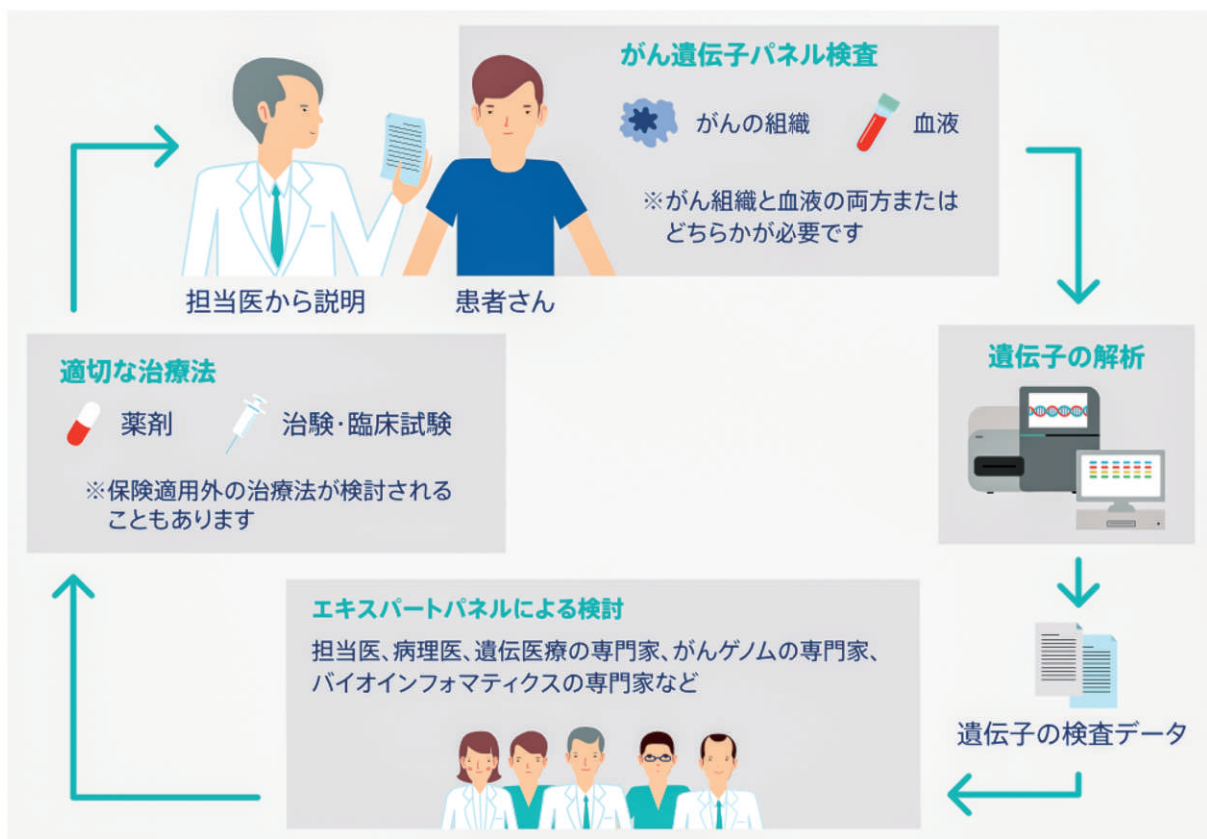 がん遺伝子パネル検査
がんの組織
血液
※がん組織と血液の両方または
どちらかが必要です
担当医から説明
患者さん
遺伝子の解析
遺伝子の検査データ
エキスパートパネルによる検討
担当医、病理医、遺伝医療の専門家、がんゲノムの専門家、
バイオインフォマティクスの専門家など
適切な治療法
薬剤
治験・臨床試験
※保険適用外の治療法が検討される
こともあります